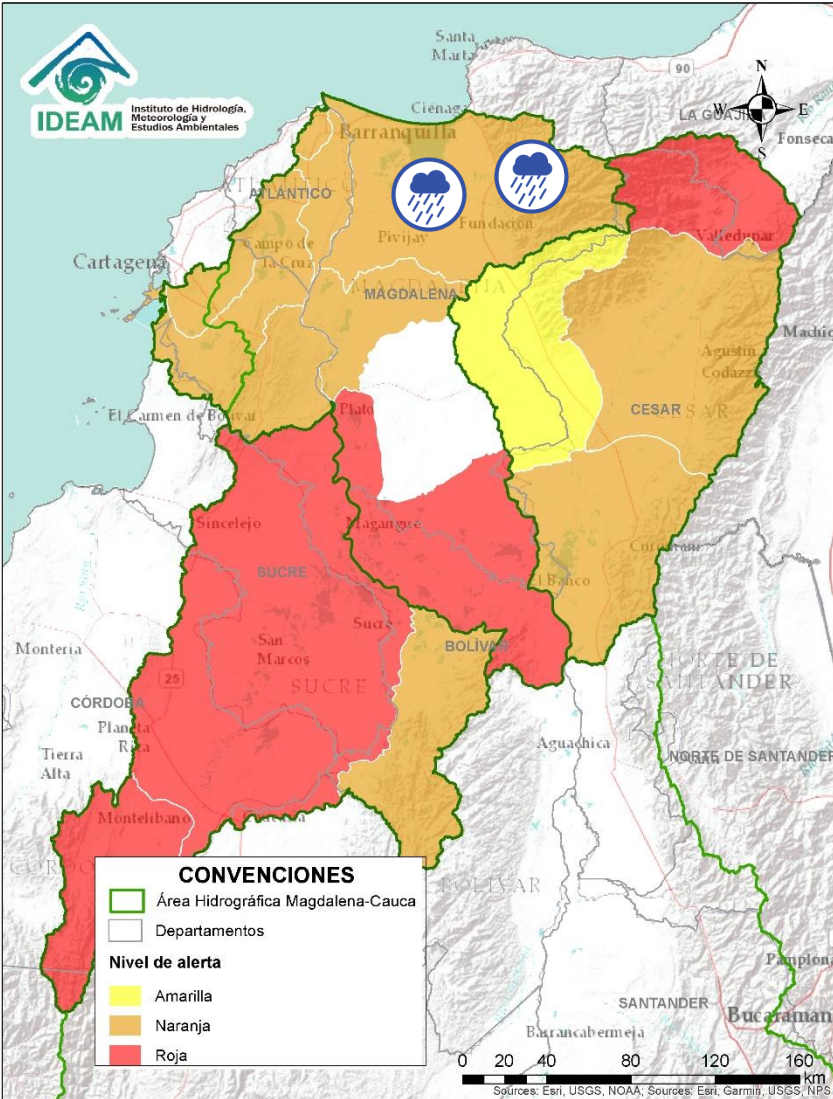 IDEAM
Instituto de Hidrología,
Meteorología y
Estudios Ambientales
Santa
Marta
90
N
W
E
S
LA GUAJIRA
Fonseca
Ciénaga
Barranquilla
ATLÁNTICO
Valledupar
Fundación
Pivijay
Campo de
la Cruz
Cartagena
MAGDALENA
Agustín
Codazzi
CESAR
El Carmen de Bolívar
Plato
Sincelejo
Magangué
SUCRE
El Banco
Sucre
BOLÍVAR
Montería
San
Marcos
SUCRE
NORTE DE
SANTANDER
25
CÓRDOBA
Planeta
Rica
Tierra
Alta
Aguachica
NORTE DE SANTANDER
Montelíbano
BOLÍVAR
CONVENCIONES
Área Hidrográfica Magdalena-Cauca
Departamentos
Nivel de alerta
Amarilla
Naranja
Roja
Pamplona
SANTANDER
Bucaraman
Barrancabermeja
0 20 40 80 120 160
km
Sources: Esri, USGS, NOAA; Sources: Esri, Garmin, USGS, NPS